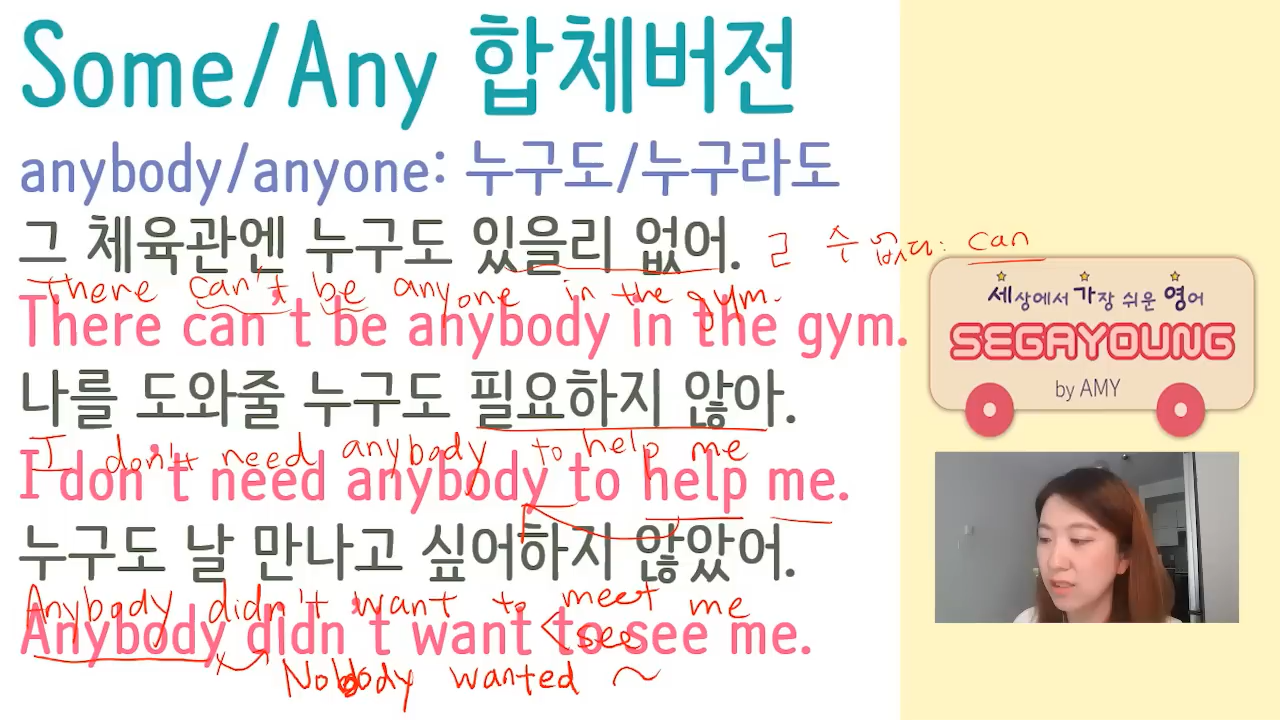 Some/Any 합체버전
anybody/anyone: 누구도/누구라도
그 체육관엔 누구도 있을리 없어.
ㄹ 수 없다: can
There can't be anyone in the gym.
There can't be anybody in the gym.
나를 도와줄 누구도 필요하지 않아.
I don't need anybody to help me
I don't need anybody to help me.
누구도 날 만나고 싶어하지 않았어.
Anybody didn't want to meet me
see
Anybody didn't want to see me.
Nobody wanted ~
세상에서 가장 쉬운 영어
SEGAYOUNG
by AMY